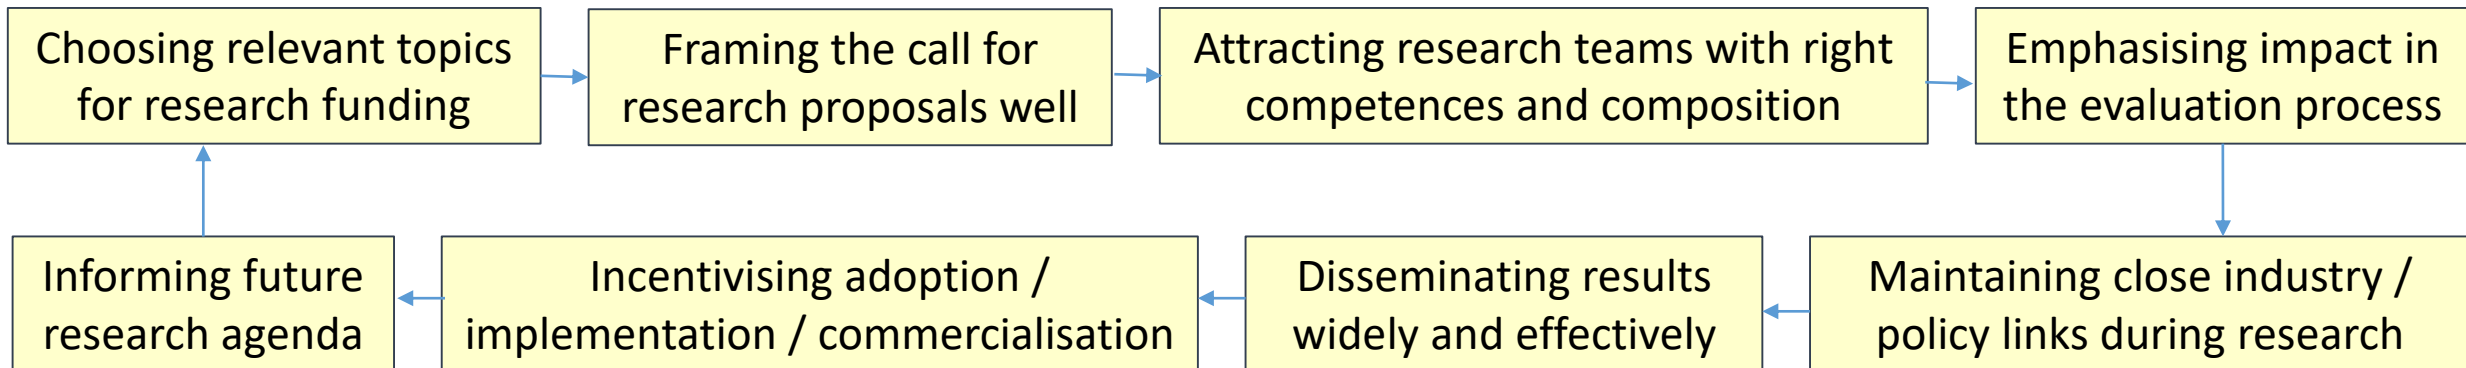 Choosing relevant topics
for research funding
Framing the call for
research proposals well
Attracting research teams with right
competences and composition
Emphasising impact in
the evaluation process
Maintaining close industry /
policy links during research
Disseminating results
widely and effectively
Incentivising adoption /
implementation / commercialisation
Informing future
research agenda